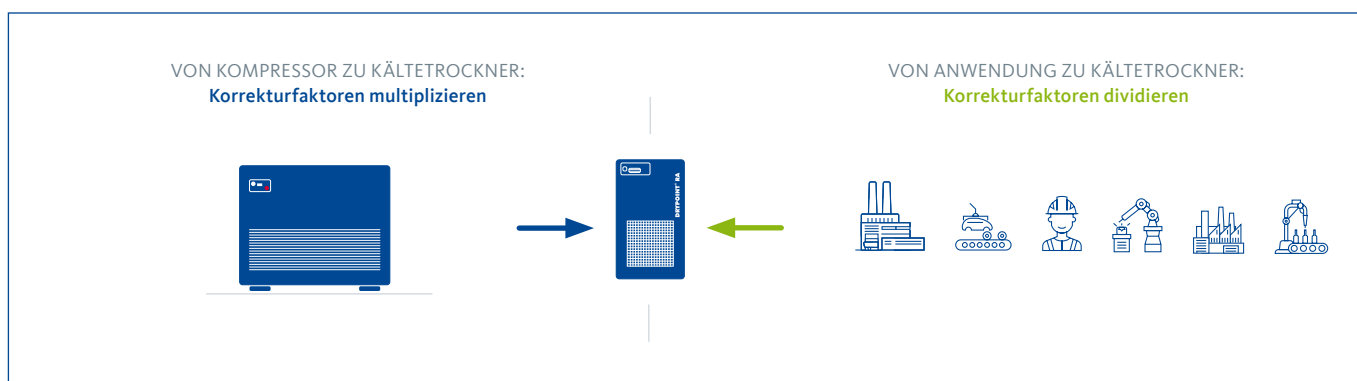 VON KOMPRESSOR ZU KÄLTETROCKNER:
Korrekturfaktoren multiplizieren
VON ANWENDUNG ZU KÄLTETROCKNER:
Korrekturfaktoren dividieren
DRYPOINT® RA